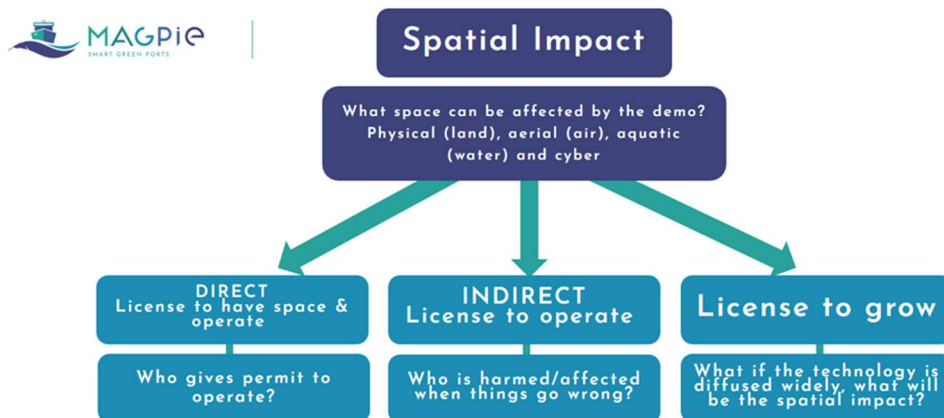 MAGPiE
SMART GREEN PORTS
Spatial Impact
What space can be affected by the demo?
Physical (land), aerial (air), aquatic
(water) and cyber
DIRECT
License to have space &
operate
INDIRECT
License to operate
License to grow
Who gives permit to
operate?
Who is harmed/affected
when things go wrong?
What if the technology is
diffused widely, what will
be the spatial impact?